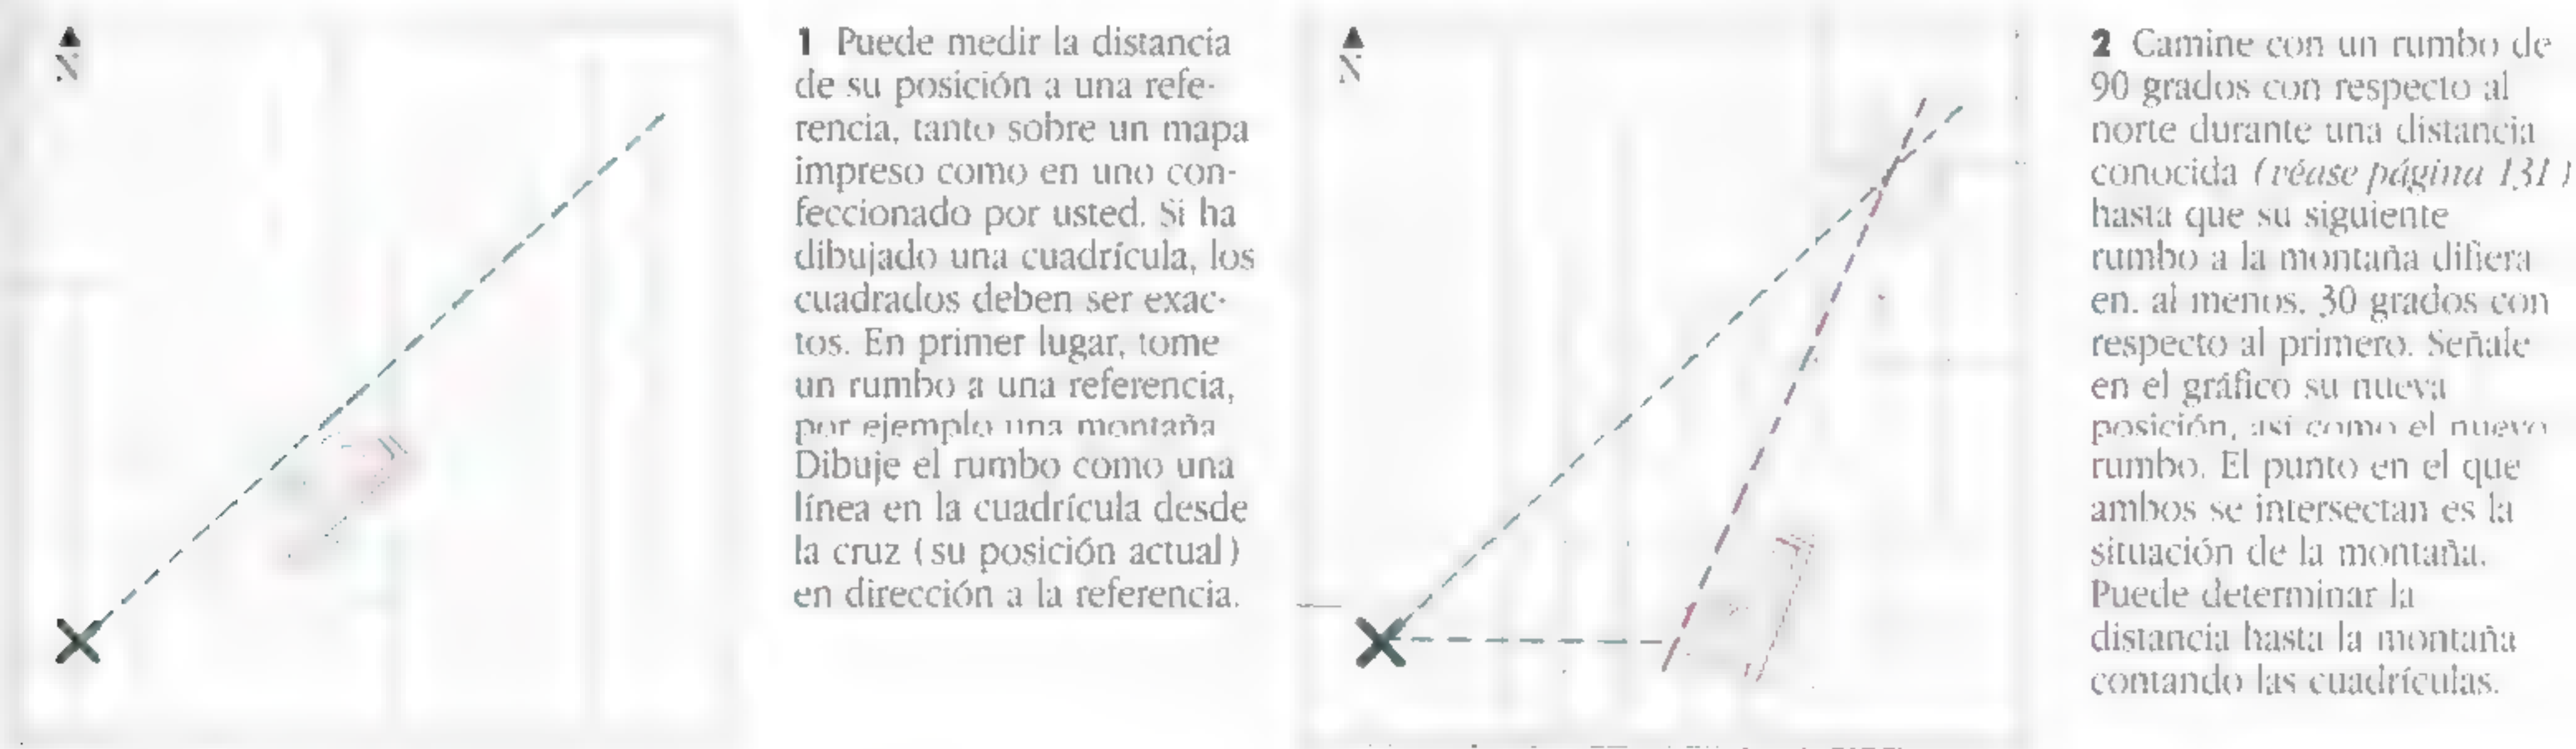 N
1 Puede medir la distancia
de su posición a una refe-
rencia, tanto sobre un mapa
impreso como en uno con-
feccionado por usted. Si ha
dibujado una cuadrícula, los
cuadrados deben ser exac-
tos. En primer lugar, tome
un rumbo a una referencia,
por ejemplo una montaña
Dibuje el rumbo como una
línea en la cuadrícula desde
la cruz (su posición actual)
en dirección a la referencia.
N
2 Camine con un rumbo de
90 grados con respecto al
norte durante una distancia
conocida (véase página 131)
hasta que su siguiente
rumbo a la montaña difiera
en, al menos, 30 grados con
respecto al primero. Señale
en el gráfico su nueva
posición, así como el nuevo
rumbo. El punto en el que
ambos se intersectan es la
situación de la montaña.
Puede determinar la
distancia hasta la montaña
contando las cuadrículas.